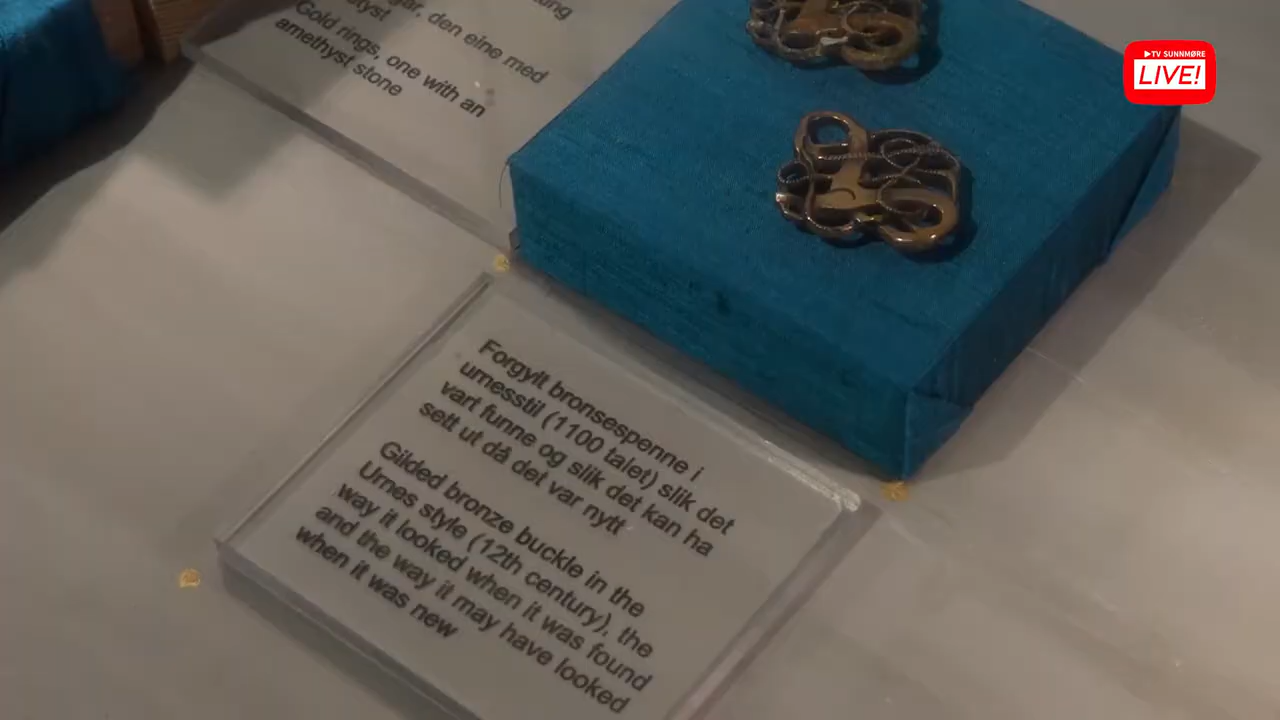 den eine med
Gold rings, one with an
amethyst stone
TV SUNNMØRE
LIVE!
Forgylt bronsespenne i
urnesstil (1100 talet) slik det
vart funne og slik det kan ha
sett ut då det var nytt
Gilded bronze buckle in the
Urnes style (12th century), the
way it looked when it was found
and the way it may have looked
when it was new